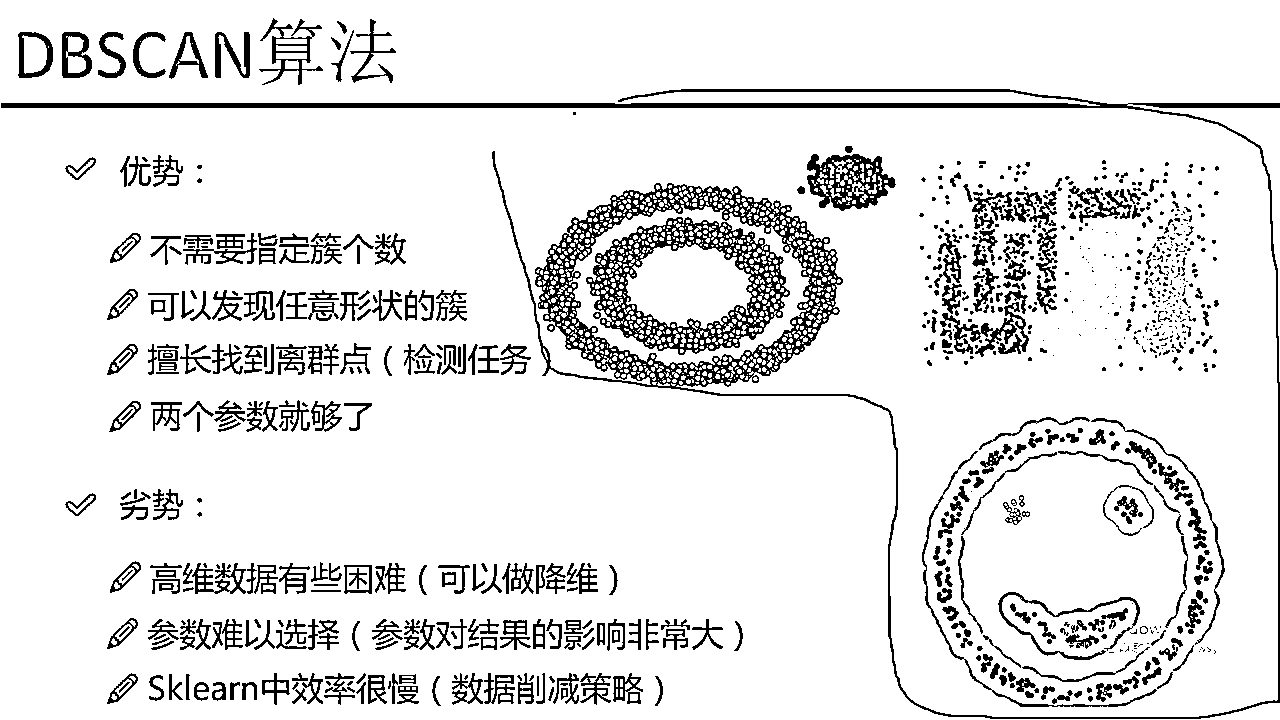 DBSCAN算法
优势：
不需要指定簇个数
可以发现任意形状的簇
擅长找到离群点（检测任务）
两个参数就够了
劣势：
高维数据有些困难（可以做降维）
参数难以选择（参数对结果的影响非常大）
Sklearn中效率很慢（数据削减策略）